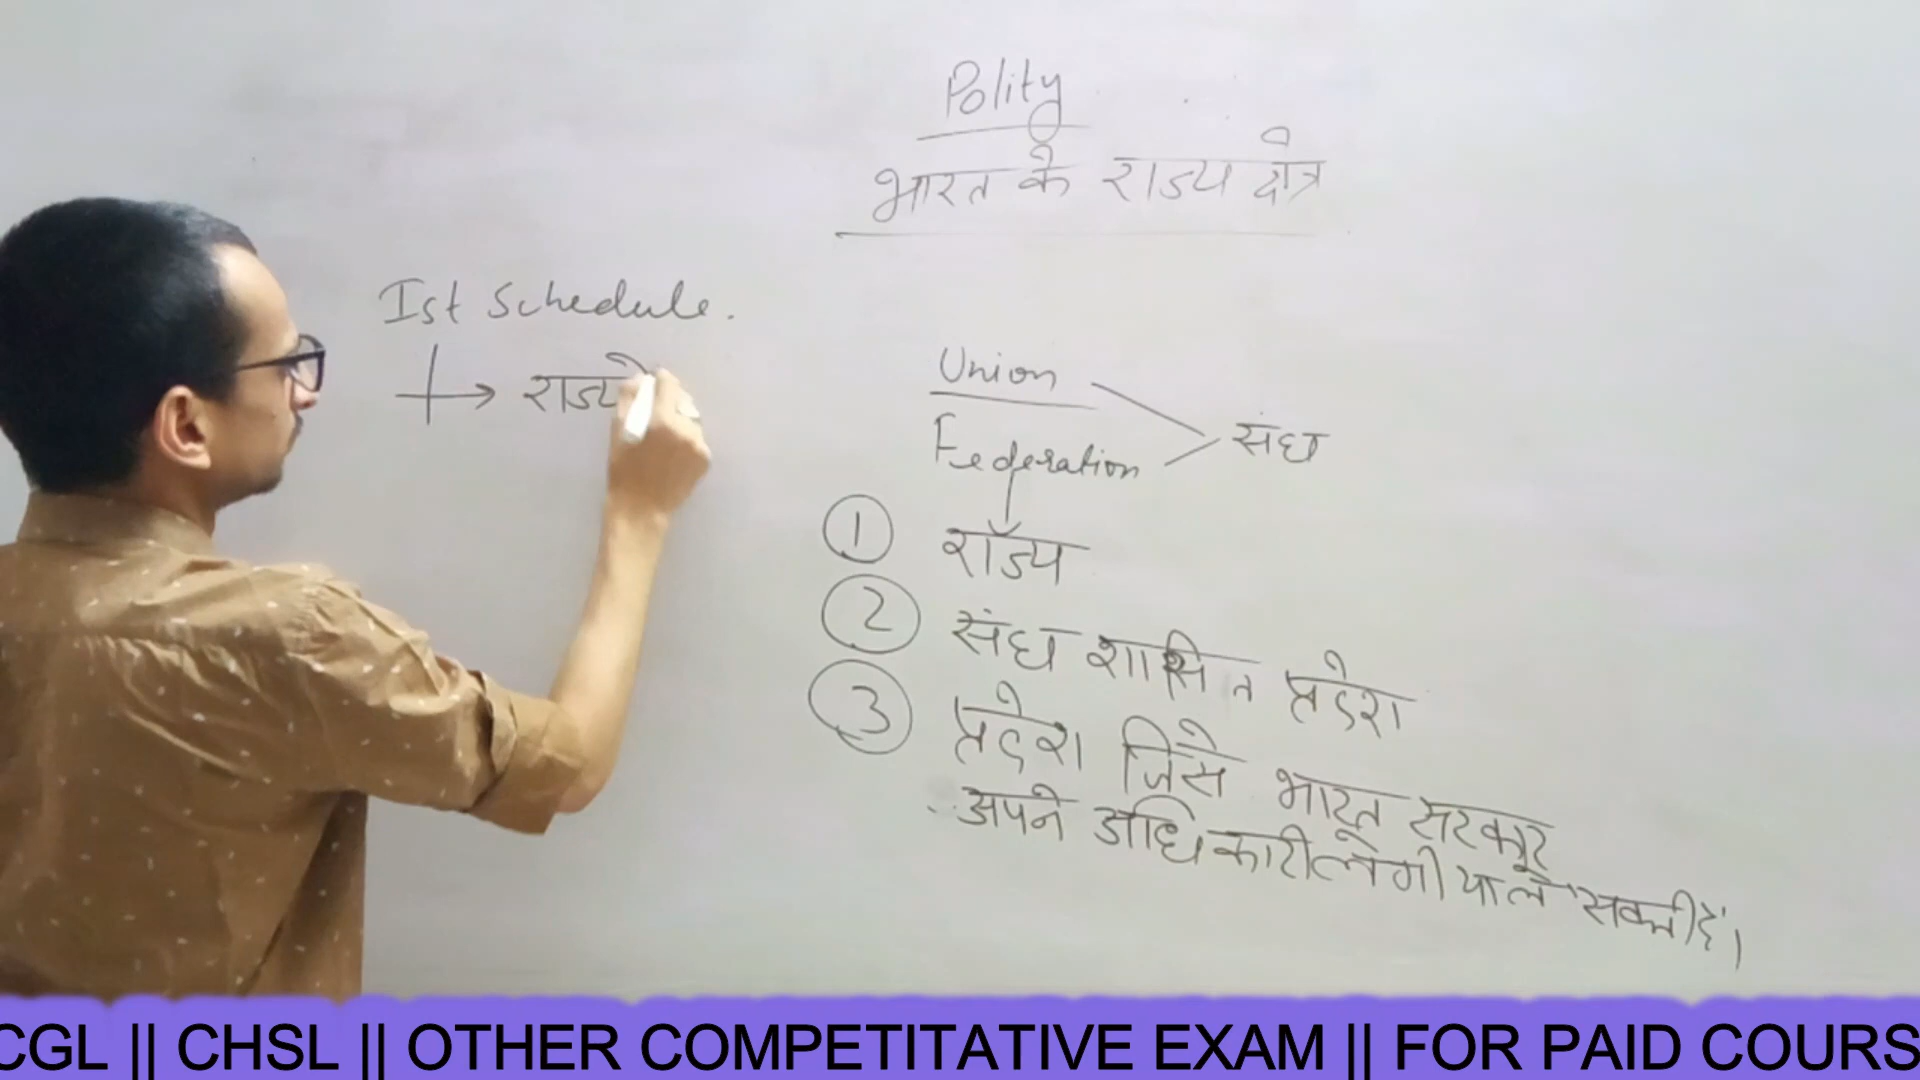 Polity
भारत के राज्य क्षेत्र
Ist Schedule.
राज्यो
Union
Federation
संघ
① राज्य
② संघ शासित प्रदेश
③ प्रदेश जिसे भारत सरकार
अपने अधिकार में कभी भी ले सकती है।
CGL || CHSL || OTHER COMPETITATIVE EXAM || FOR PAID COURS